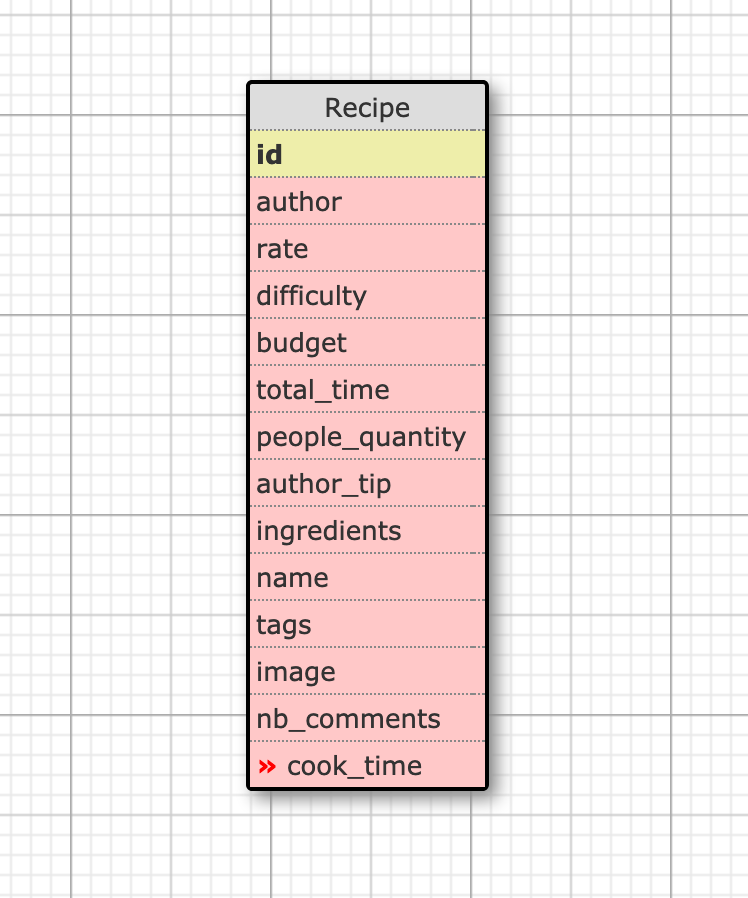 Recipe
id
author
rate
difficulty
budget
total_time
people_quantity
author_tip
ingredients
name
tags
image
nb_comments
» cook_time